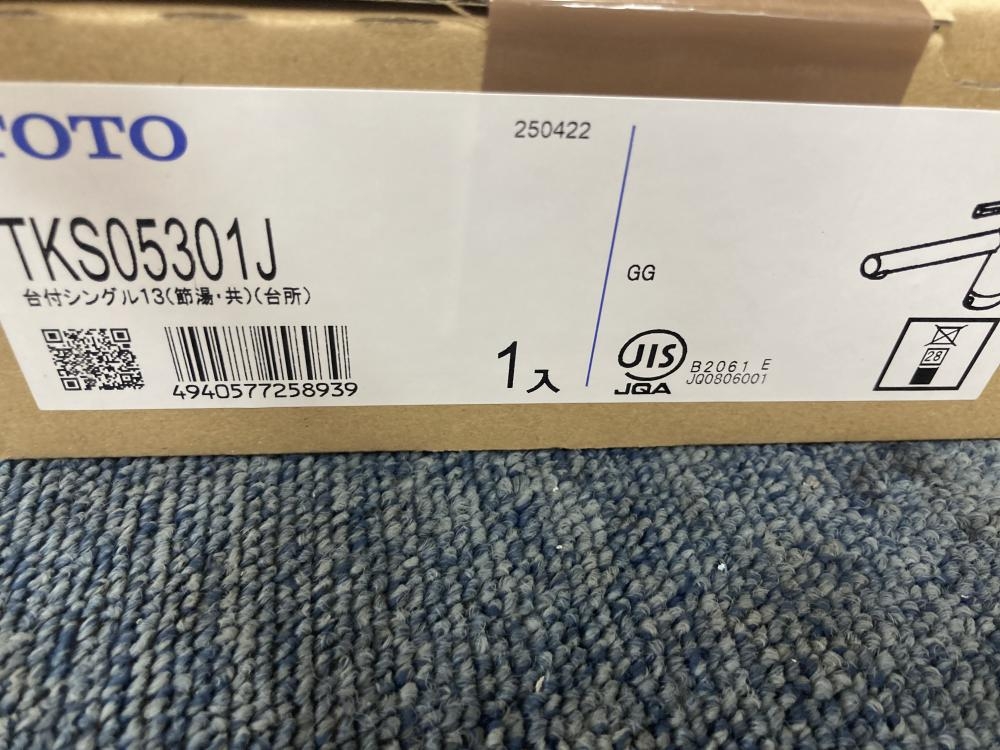 TOTO
250422
TKS05301J
台付シングル13(節湯・共)(台所)
4940577258939
1入
GG
JIS
JQA
B2061 E
JQ0806001
28